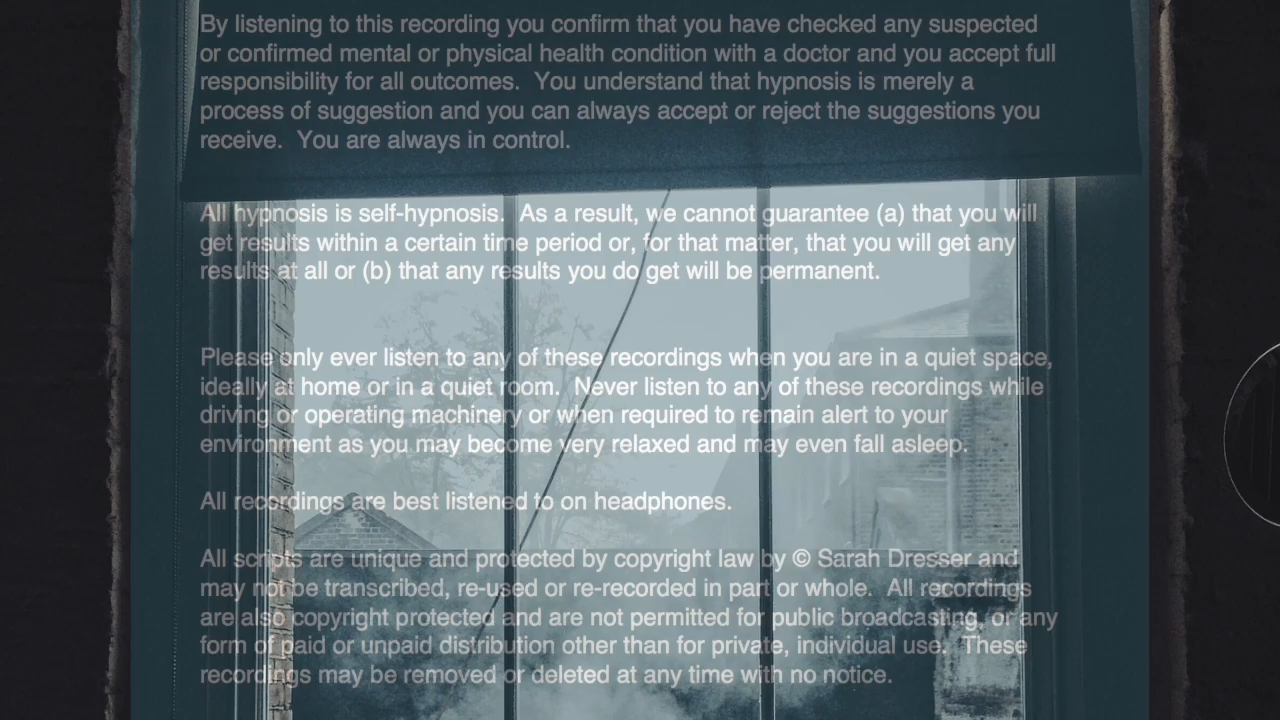 By listening to this recording you confirm that you have checked any suspected
or confirmed mental or physical health condition with a doctor and you accept full
responsibility for all outcomes.  You understand that hypnosis is merely a
process of suggestion and you can always accept or reject the suggestions you
receive.  You are always in control.
All hypnosis is self-hypnosis.  As a result, we cannot guarantee (a) that you will
get results within a certain time period or, for that matter, that you will get any
results at all or (b) that any results you do get will be permanent.
Please only ever listen to any of these recordings when you are in a quiet space,
ideally at home or in a quiet room.  Never listen to any of these recordings while
driving or operating machinery or when required to remain alert to your
environment as you may become very relaxed and may even fall asleep.
All recordings are best listened to on headphones.
All scripts are unique and protected by copyright law by © Sarah Dresser and
may not be transcribed, re-used or re-recorded in part or whole.  All recordings
are also copyright protected and are not permitted for public broadcasting, or any
form of paid or unpaid distribution other than for private, individual use.  These
recordings may be removed or deleted at any time with no notice.